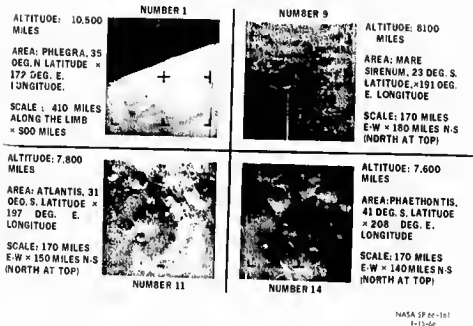 NUMBER 1
ALTITUDE: 10,500
MILES
AREA: PHLEGRA, 35
DEG. N LATITUDE ×
172 DEG. E.
LONGITUDE.
SCALE: 410 MILES
ALONG THE LIMB
× 500 MILES
NUMBER 9
ALTITUDE: 8100
MILES
AREA: MARE
SIRENUM, 23 DEG. S.
LATITUDE, ×191 DEG.
E. LONGITUDE
SCALE: 170 MILES
E-W × 180 MILES N-S
(NORTH AT TOP)
ALTITUDE: 7,800
MILES
AREA: ATLANTIS, 31
DEG. S. LATITUDE ×
197 DEG. E.
LONGITUDE
SCALE: 170 MILES
E-W × 150 MILES N-S
(NORTH AT TOP)
NUMBER 11
ALTITUDE: 7,600
MILES
AREA: PHAETHONTIS,
41 DEG. S. LATITUDE
× 208 DEG. E.
LONGITUDE
SCALE: 170 MILES
E-W × 140 MILES N-S
(NORTH AT TOP)
NUMBER 14
NASA SP 66-161
1-15-66